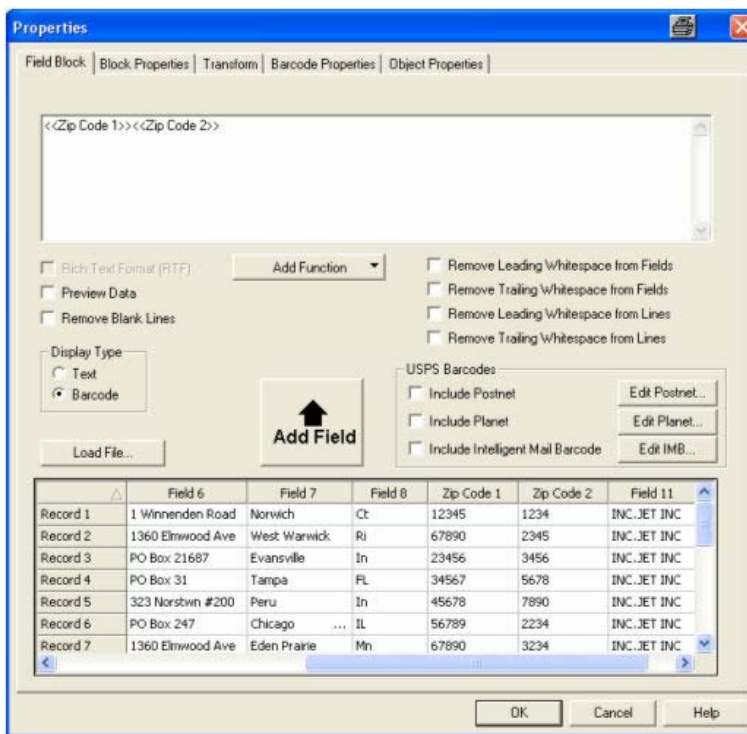 Properties
Field Block Block Properties Transform Barcode Properties Object Properties
<<Zip Code 1>><<Zip Code 2>>
Rich Text Format (RTF)
Add Function
Remove Leading Whitespace from Fields
Preview Data
Remove Trailing Whitespace from Fields
Remove Blank Lines
Remove Leading Whitespace from Lines
Remove Trailing Whitespace from Lines
Display Type
Text
Barcode
Load File...
Add Field
USPS Barcodes
Include Postnet Edit Postnet...
Include Planet Edit Planet...
Include Intelligent Mail Barcode Edit IMB...
Field 6 Field 7 Field 8 Zip Code 1 Zip Code 2 Field 11
Record 1 1 Winnenden Road Norwich Ct 12345 1234 INC.JET INC
Record 2 1360 Elmwood Ave West Warwick Ri 67890 2345 INC.JET INC
Record 3 PO Box 21687 Evansville In 23456 3456 INC.JET INC
Record 4 PO Box 31 Tampa FL 34567 5678 INC.JET INC
Record 5 323 Norstwn #200 Peru In 45678 7890 INC.JET INC
Record 6 PO Box 247 Chicago ... IL 56789 2234 INC.JET INC
Record 7 1360 Elmwood Ave Eden Prairie Mn 67890 3234 INC.JET INC
OK Cancel Help